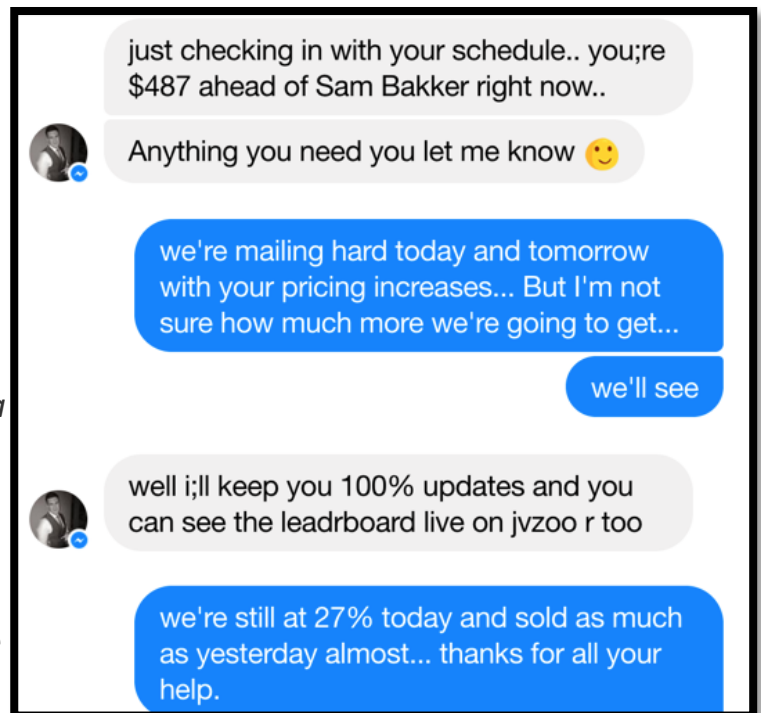 just checking in with your schedule.. you;re
$487 ahead of Sam Bakker right now..
Anything you need you let me know 🙂
we're mailing hard today and tomorrow
with your pricing increases... But I'm not
sure how much more we're going to get...
we'll see
well i;ll keep you 100% updates and you
can see the leadrboard live on jvzoo r too
we're still at 27% today and sold as much
as yesterday almost... thanks for all your
help.